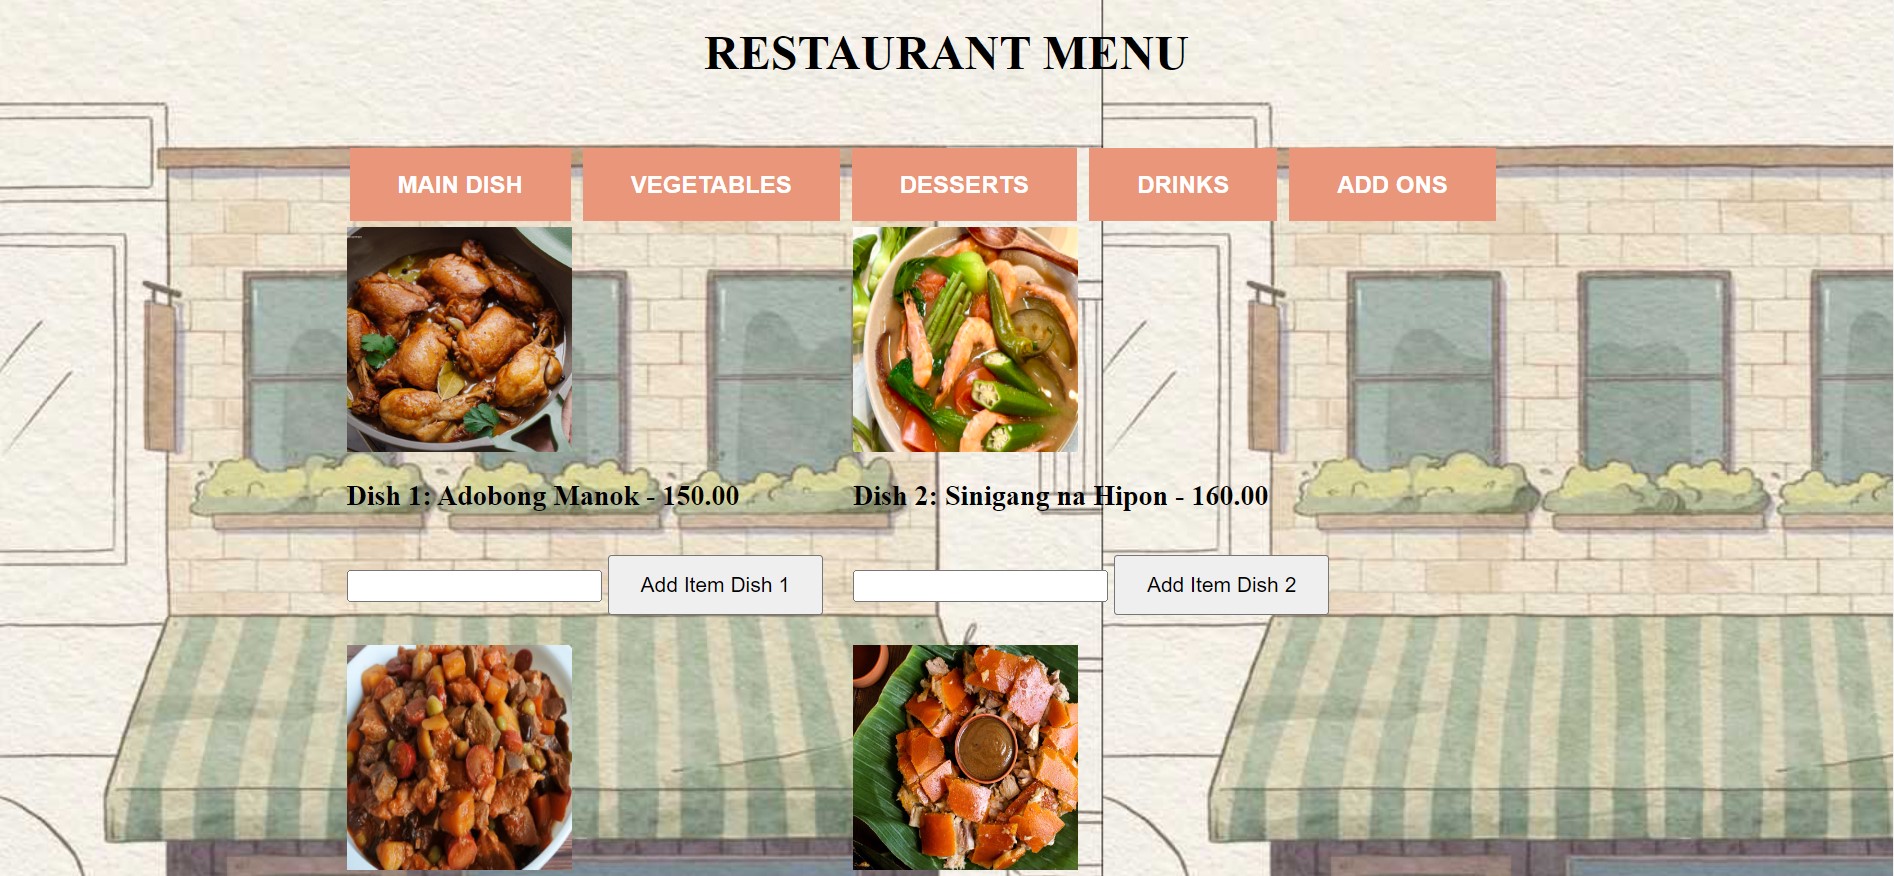 RESTAURANT MENU
MAIN DISH VEGETABLES DESSERTS DRINKS ADD ONS
Dish 1: Adobong Manok - 150.00
Dish 2: Sinigang na Hipon - 160.00
Add Item Dish 1
Add Item Dish 2